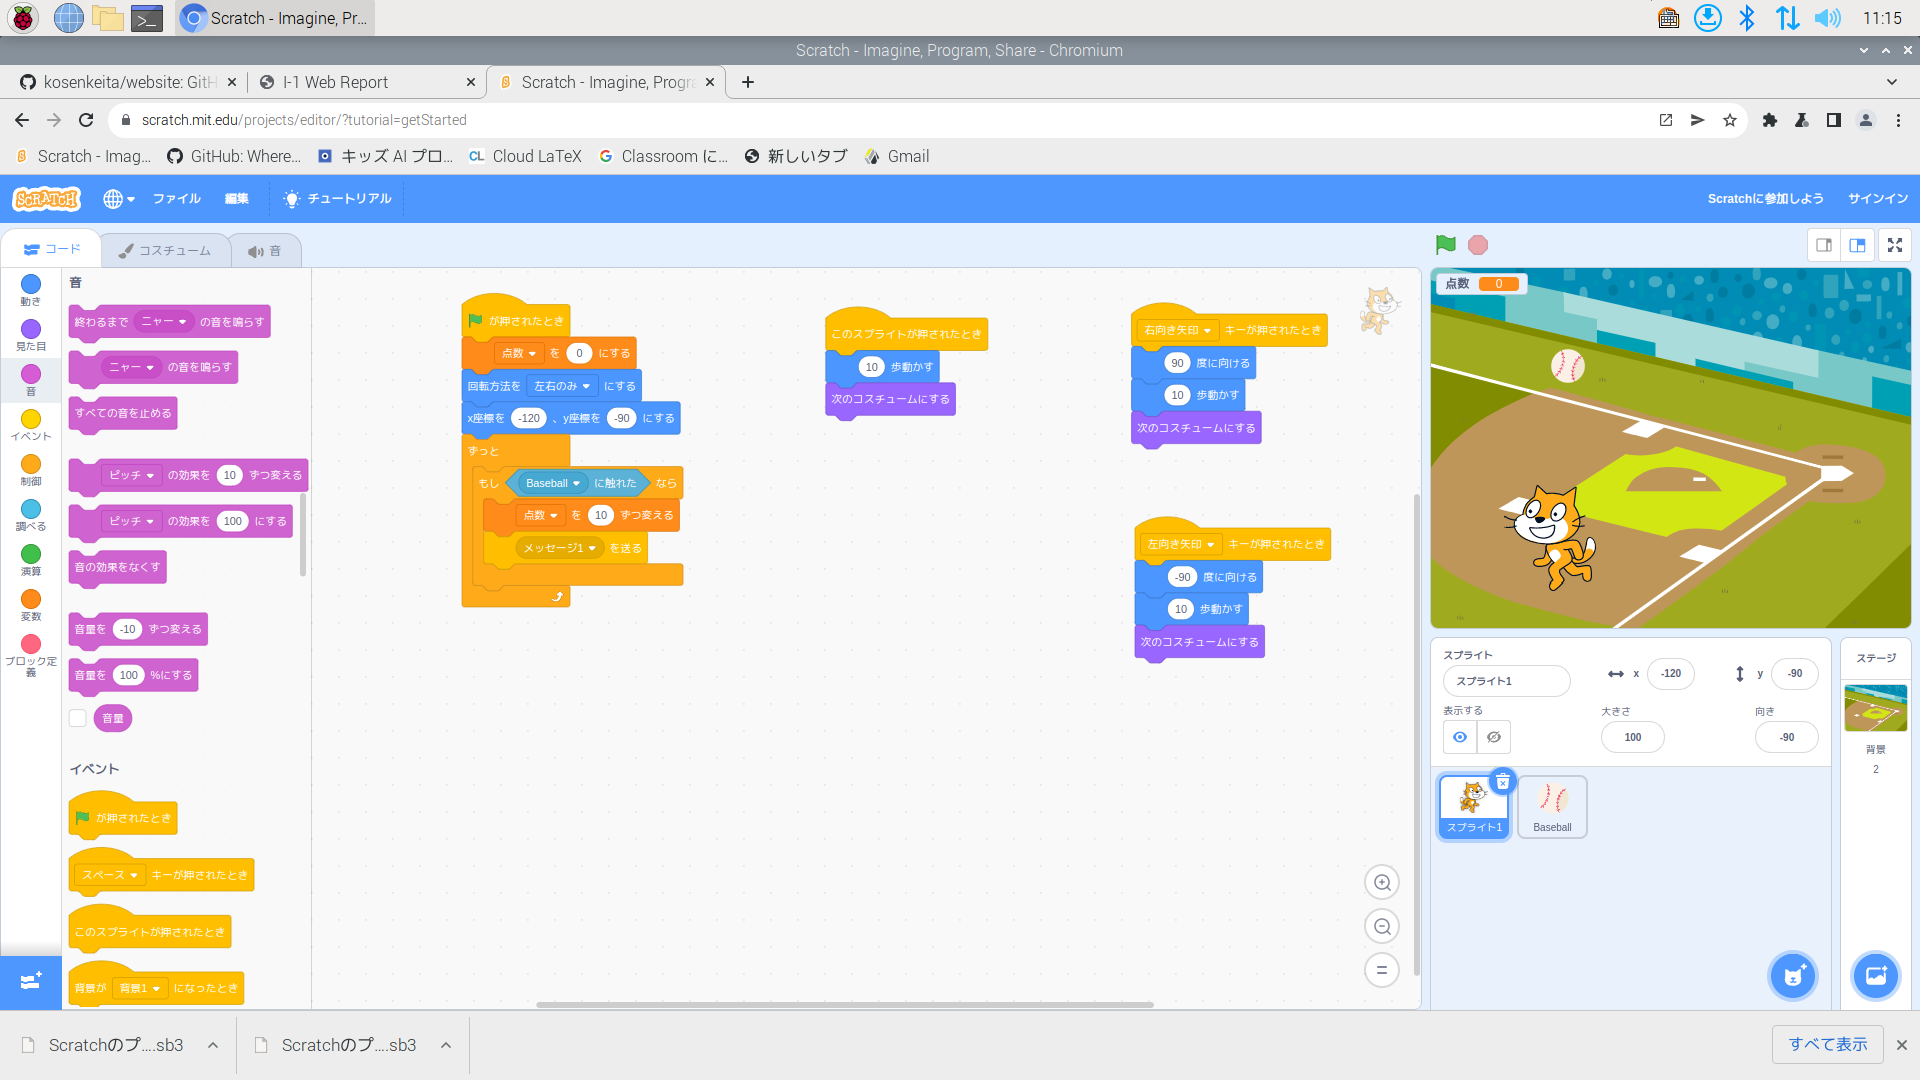 Scratch - Imagine, Pr...
11:15
Scratch - Imagine, Program, Share - Chromium
kosenkeita/website: GitH
I-1 Web Report
Scratch - Imagine, Progra
scratch.mit.edu/projects/editor/?tutorial=getStarted
Scratch - Imag...
GitHub: Where...
キッズ AI プロ...
CL Cloud LaTeX
Classroom に...
新しいタブ
Gmail
SCRATCH
ファイル
編集
チュートリアル
Scratchに参加しよう
サインイン
コード
コスチューム
音
動き
見た目
音
イベント
制御
調べる
演算
変数
ブロック定
義
音
終わるまで ニャー の音を鳴らす
ニャー の音を鳴らす
すべての音を止める
ピッチ の効果を 10 ずつ変える
ピッチ の効果を 100 にする
音の効果をなくす
音量を -10 ずつ変える
音量を 100 %にする
音量
イベント
が押されたとき
スペース キーが押されたとき
このスプライトが押されたとき
背景が 背景1 になったとき
が押されたとき
点数 を 0 にする
回転方法を 左右のみ にする
x座標を -120 、y座標を -90 にする
ずっと
もし Baseball に触れた なら
点数 を 10 ずつ変える
メッセージ1 を送る
このスプライトが押されたとき
10 歩動かす
次のコスチュームにする
右向き矢印 キーが押されたとき
90 度に向ける
10 歩動かす
次のコスチュームにする
左向き矢印 キーが押されたとき
-90 度に向ける
10 歩動かす
次のコスチュームにする
点数 0
スプライト
スプライト1
x -120
y -90
表示する
大きさ
100
向き
-90
スプライト1
Baseball
ステージ
背景
2
Scratchのプ....sb3
Scratchのプ....sb3
すべて表示